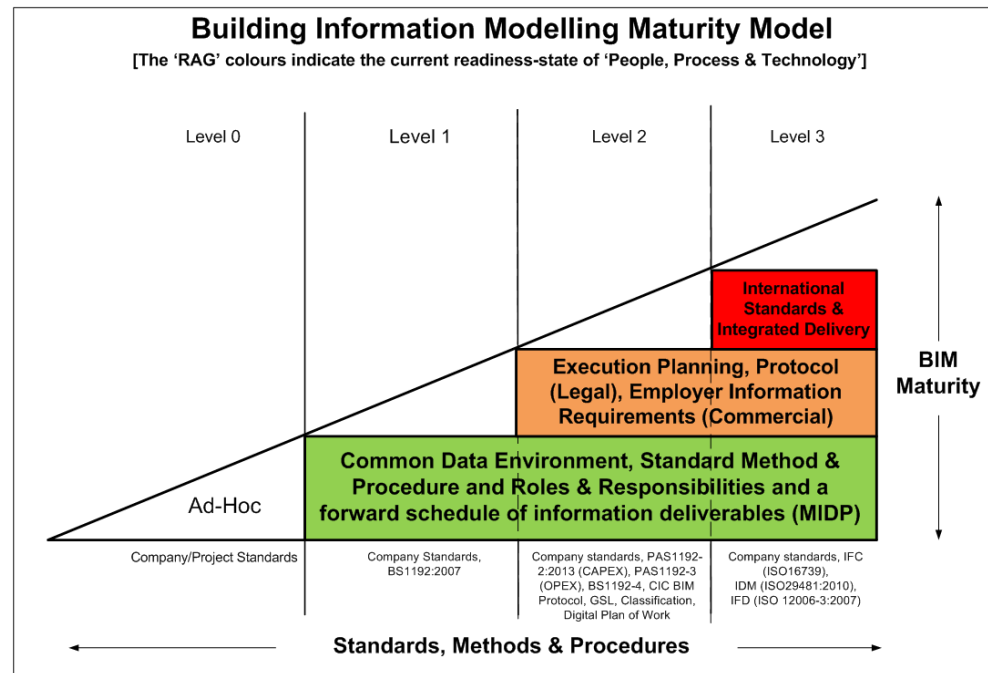 Building Information Modelling Maturity Model
[The 'RAG' colours indicate the current readiness-state of 'People, Process & Technology']
Level 0
Level 1
Level 2
Level 3
International
Standards &
Integrated Delivery
Execution Planning, Protocol
(Legal), Employer Information
Requirements (Commercial)
BIM
Maturity
Common Data Environment, Standard Method &
Procedure and Roles & Responsibilities and a
forward schedule of information deliverables (MIDP)
Ad-Hoc
Company/Project Standards
Company Standards,
BS1192:2007
Company standards, PAS1192-
2:2013 (CAPEX), PAS1192-3
(OPEX), BS1192-4, CIC BIM
Protocol, GSL, Classification,
Digital Plan of Work
Company standards, IFC
(ISO16739),
IDM (ISO29481:2010),
IFD (ISO 12006-3:2007)
Standards, Methods & Procedures